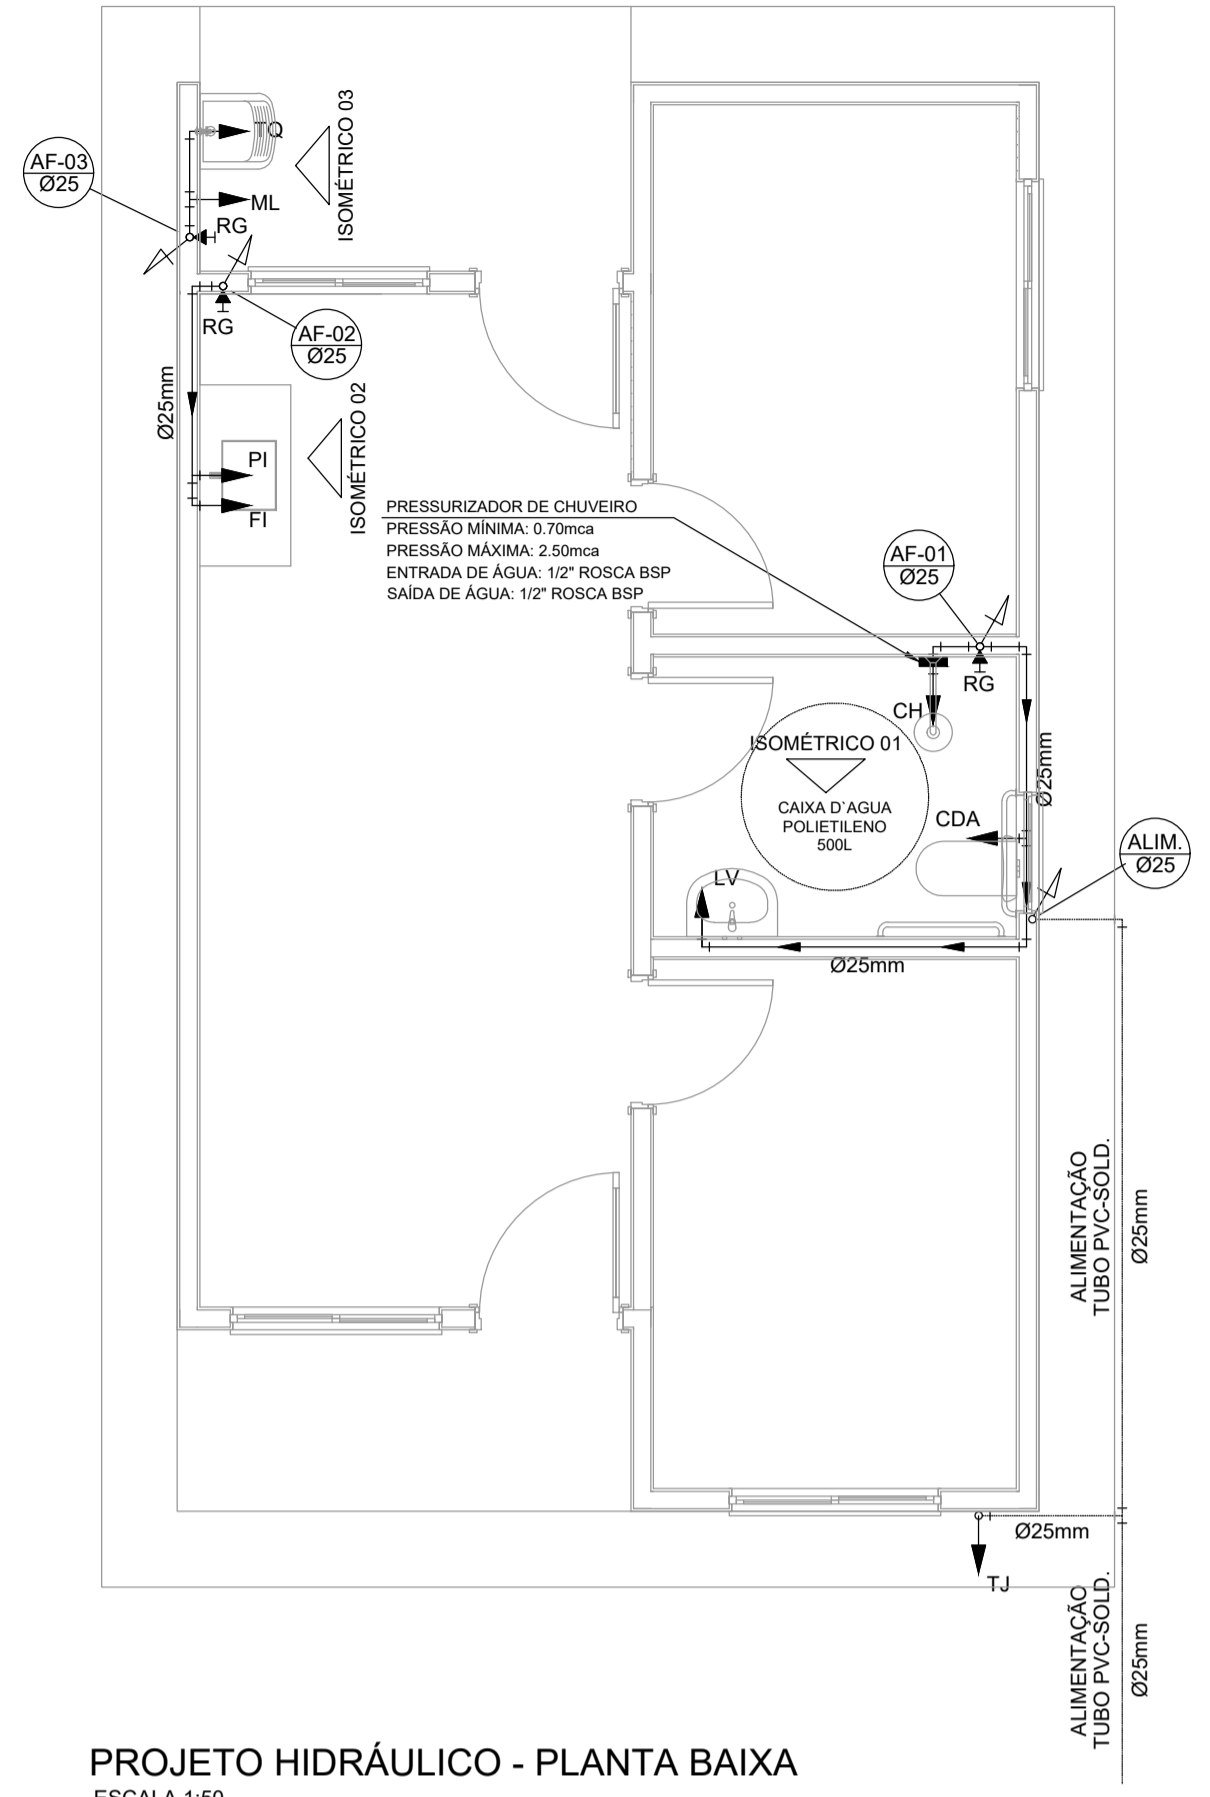 TQ
ISOMÉTRICO 03
AF-03
Ø25
ML
RG
RG
AF-02
Ø25
Ø25mm
ISOMÉTRICO 02
PI
FI
PRESSURIZADOR DE CHUVEIRO
PRESSÃO MÍNIMA: 0.70mca
PRESSÃO MÁXIMA: 2.50mca
ENTRADA DE ÁGUA: 1/2" ROSCA BSP
SAÍDA DE ÁGUA: 1/2" ROSCA BSP
AF-01
Ø25
RG
CH
ISOMÉTRICO 01
Ø25mm
CAIXA D`AGUA
POLIETILENO
500L
CDA
ALIM.
Ø25
LV
Ø25mm
ALIMENTAÇÃO
TUBO PVC-SOLD.
Ø25mm
Ø25mm
TJ
ALIMENTAÇÃO
TUBO PVC-SOLD.
Ø25mm
PROJETO HIDRÁULICO - PLANTA BAIXA
ESCALA 1:50